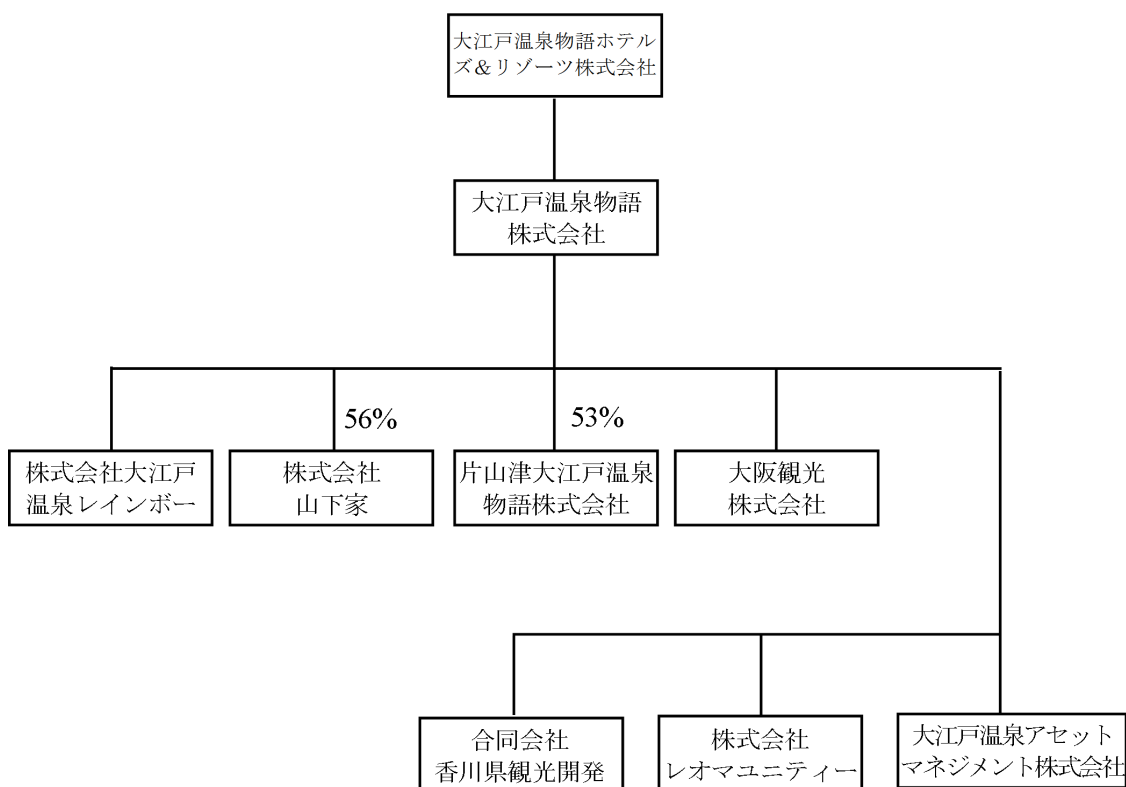 大江戸温泉物語ホテル
ズ&リゾーツ株式会社
大江戸温泉物語
株式会社
56%
53%
株式会社大江戸
温泉レインボー
株式会社
山下家
片山津大江戸温泉
物語株式会社
大阪観光
株式会社
合同会社
香川県観光開発
株式会社
レオマユニティー
大江戸温泉アセット
マネジメント株式会社